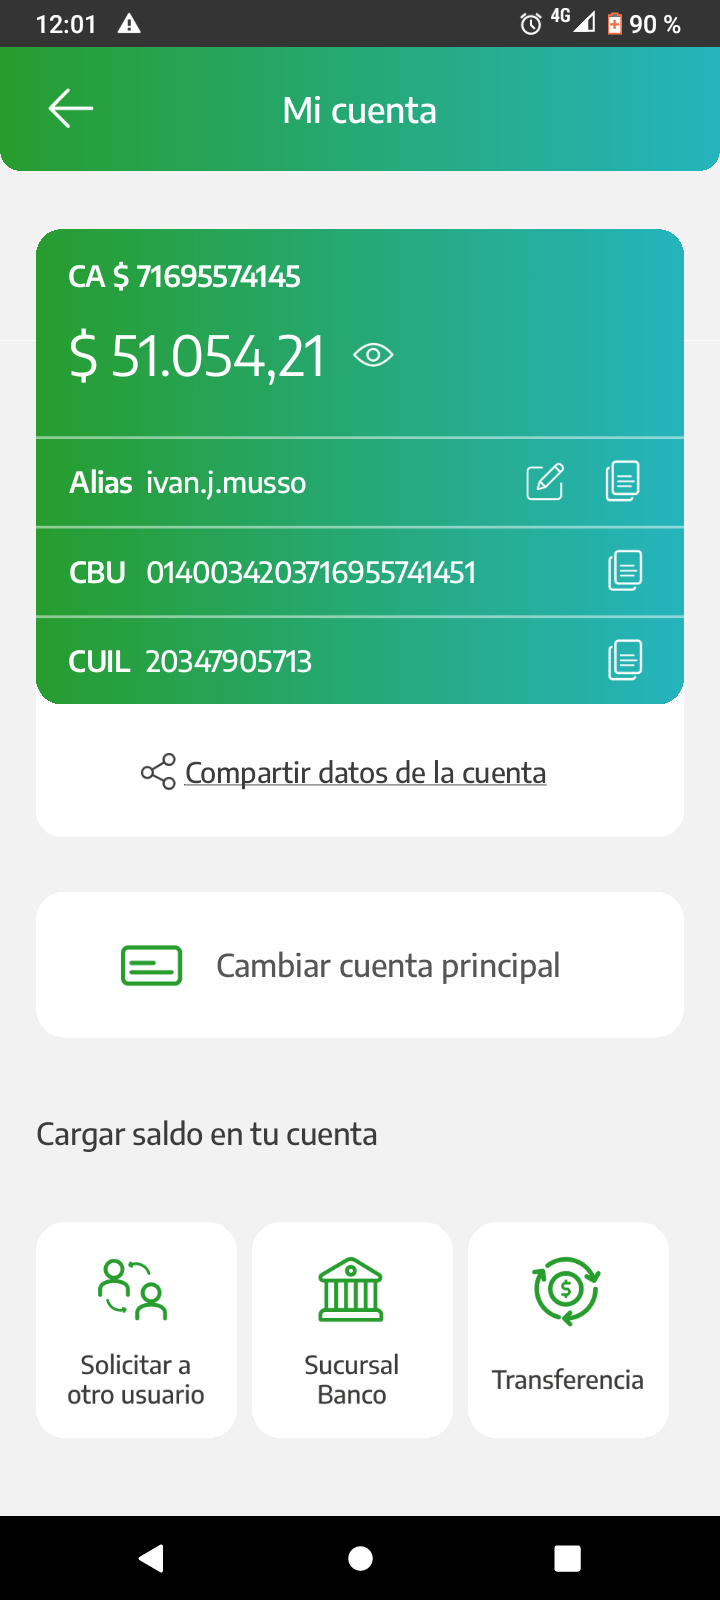 12:01 4G 90 %
Mi cuenta
CA $ 71695574145
$ 51.054,21
Alias ivan.j.musso
CBU 0140034203716955741451
CUIL 20347905713
Compartir datos de la cuenta
Cambiar cuenta principal
Cargar saldo en tu cuenta
Solicitar a
otro usuario
Sucursal
Banco
Transferencia